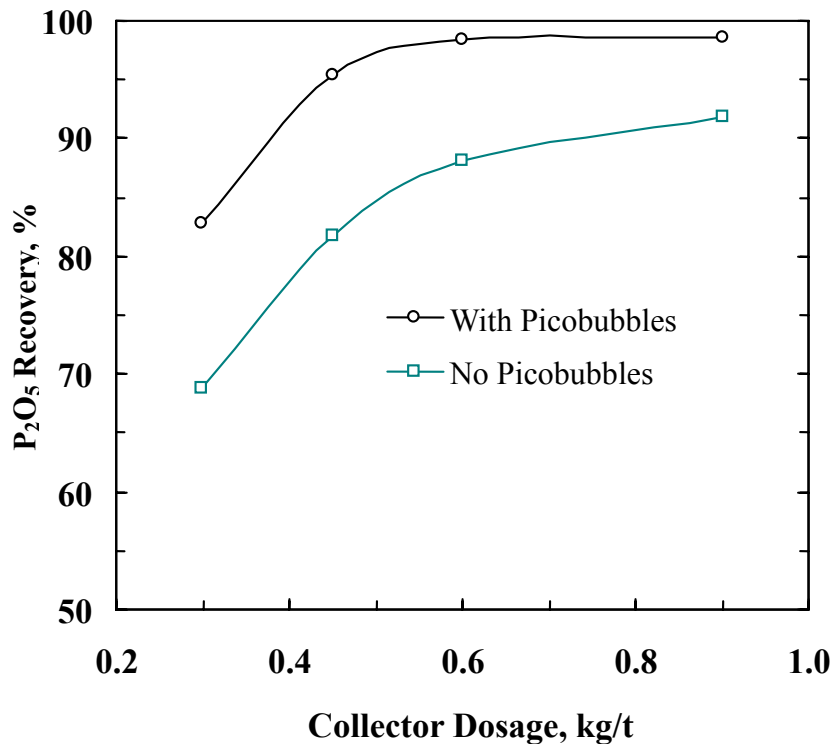 100
90
80
70
60
50
P₂O₅ Recovery, %
With Picobubbles
No Picobubbles
0.2 0.4 0.6 0.8 1.0
Collector Dosage, kg/t